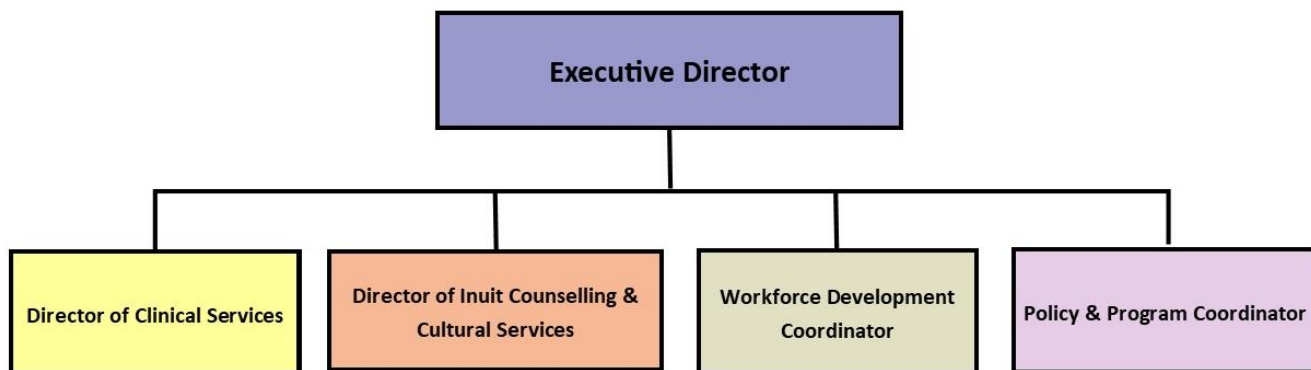 Executive Director
Director of Clinical Services
Director of Inuit Counselling &
Cultural Services
Workforce Development
Coordinator
Policy & Program Coordinator